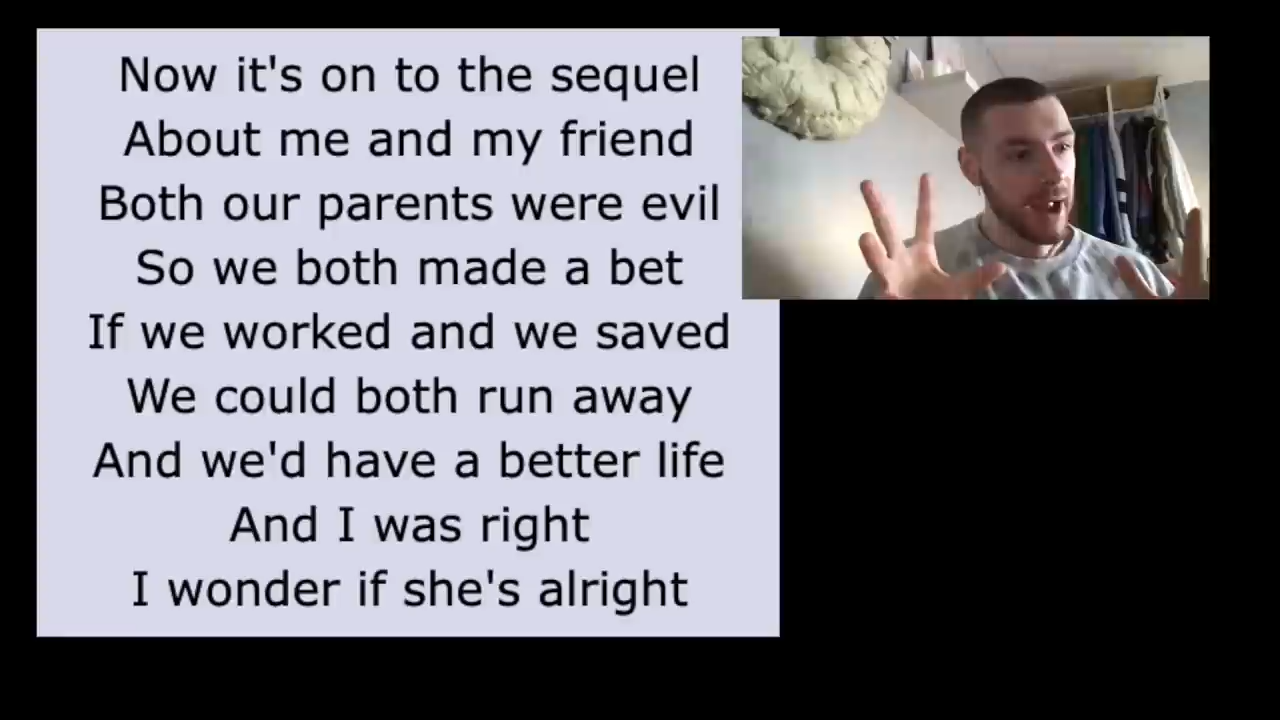 Now it's on to the sequel
About me and my friend
Both our parents were evil
So we both made a bet
If we worked and we saved
We could both run away
And we'd have a better life
And I was right
I wonder if she's alright